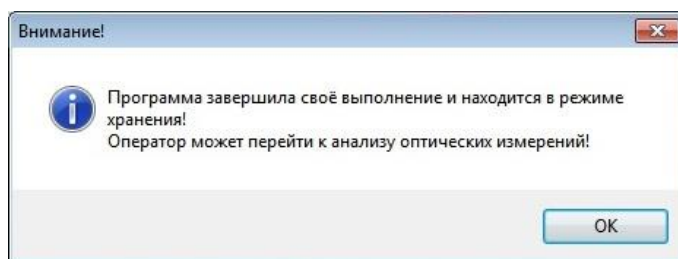 Внимание!
Программа завершила своё выполнение и находится в режиме
хранения!
Оператор может перейти к анализу оптических измерений!
OK